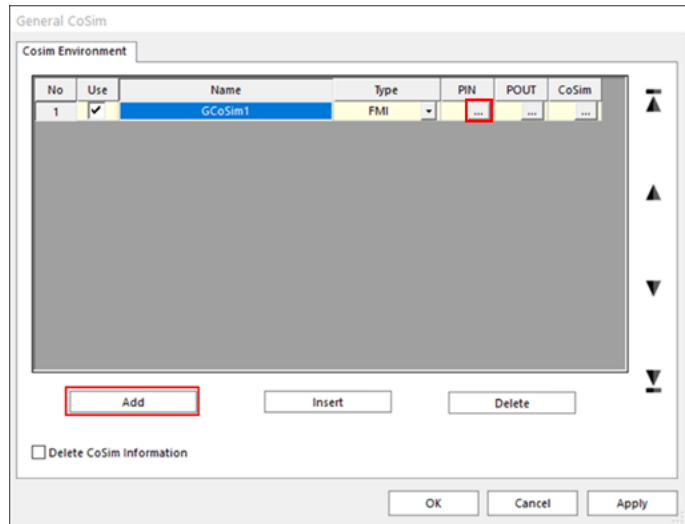 General CoSim
Cosim Environment
No Use Name Type PIN POUT CoSim
1 GCoSim1 FMI ... ... ...
Add Insert Delete
Delete CoSim Information
OK Cancel Apply